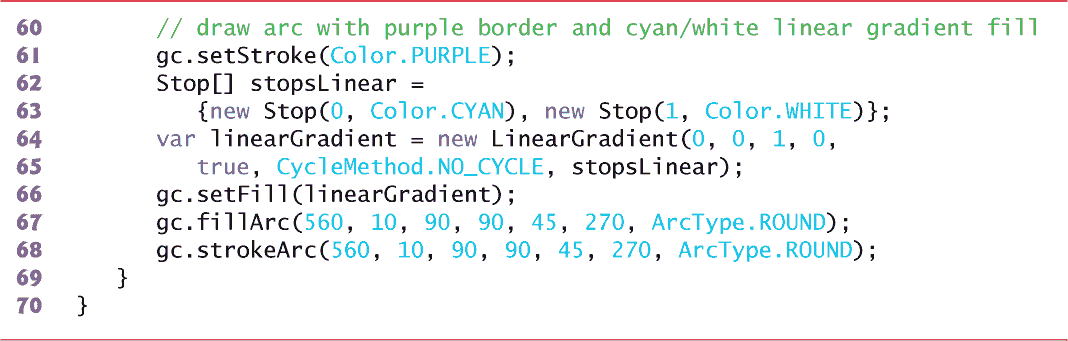 60 // draw arc with purple border and cyan/white linear gradient fill
61 gc.setStroke(Color.PURPLE);
62 Stop[] stopsLinear =
63 {new Stop(0, Color.CYAN), new Stop(1, Color.WHITE)};
64 var linearGradient = new LinearGradient(0, 0, 1, 0,
65 true, CycleMethod.NO_CYCLE, stopsLinear);
66 gc.setFill(linearGradient);
67 gc.fillArc(560, 10, 90, 90, 45, 270, ArcType.ROUND);
68 gc.strokeArc(560, 10, 90, 90, 45, 270, ArcType.ROUND);
69 }
70 }